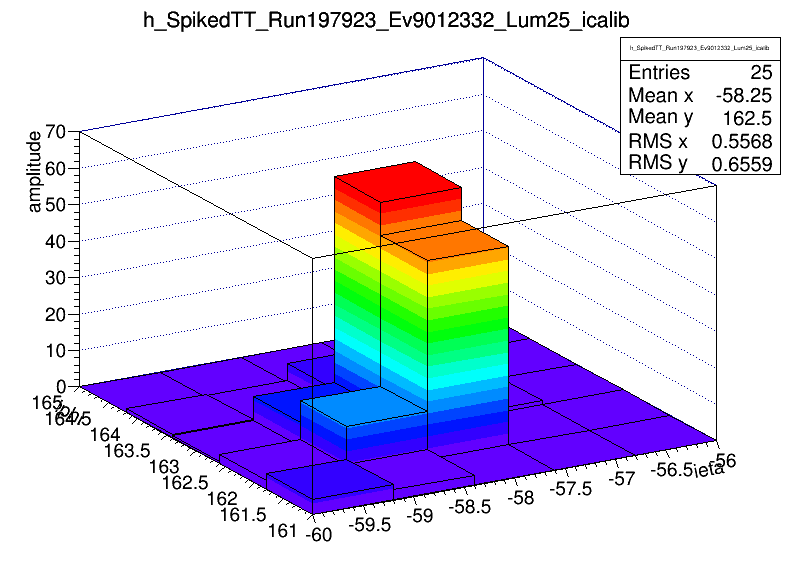 h_SpikedTT_Run197923_Ev9012332_Lum25_icalib
h_SpikedTT_Run197923_Ev9012332_Lum25_icalib
Entries 25
Mean x -58.25
Mean y 162.5
RMS x 0.5568
RMS y 0.6559
amplitude
70
60
50
40
30
20
10
0
165
164.5
164
163.5
163
162.5
162
161.5
161
-60
-59.5
-59
-58.5
-58
-57.5
-57
-56.5
-56
ieta